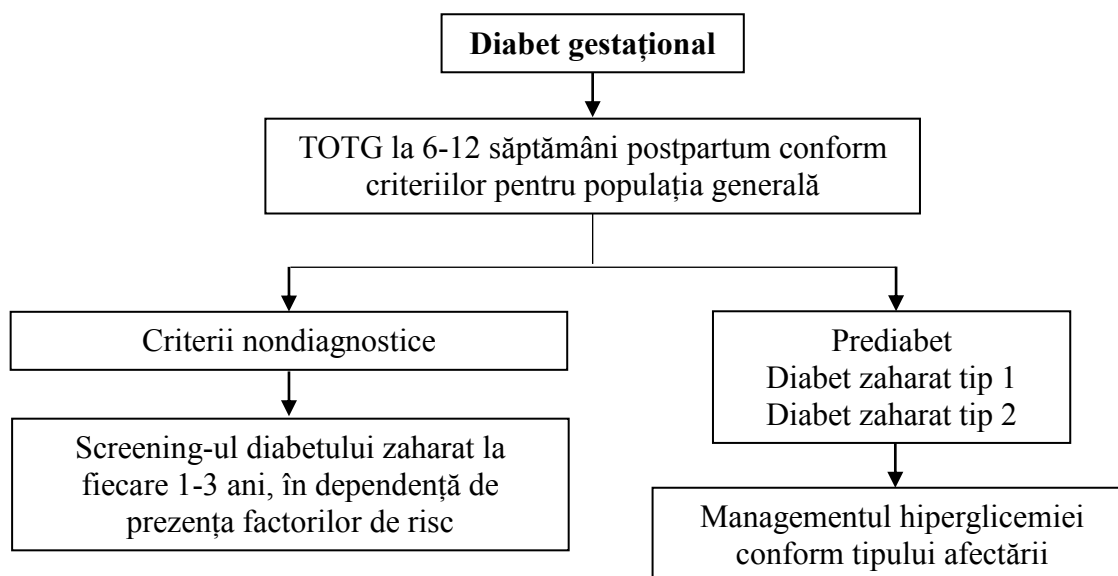 Diabet gestațional
TOTG la 6-12 săptămâni postpartum conform
criteriilor pentru populația generală
Criterii nondiagnostice
Screening-ul diabetului zaharat la
fiecare 1-3 ani, în dependență de
prezența factorilor de risc
Prediabet
Diabet zaharat tip 1
Diabet zaharat tip 2
Managementul hiperglicemiei
conform tipului afectării